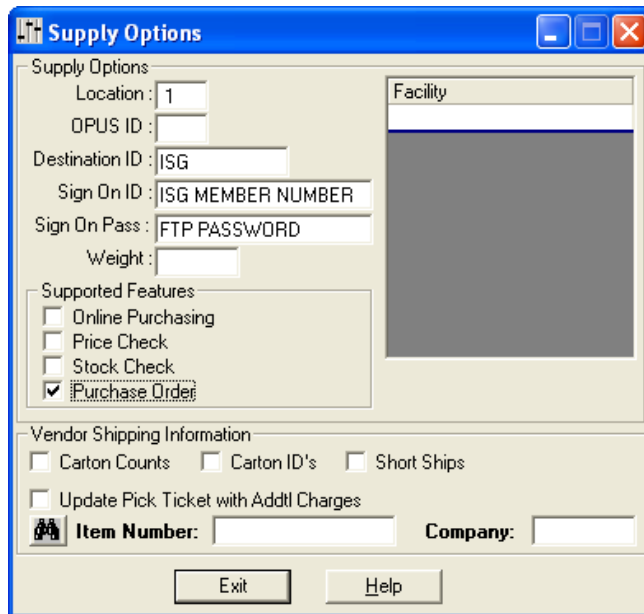 Supply Options
Supply Options
Location : 1
OPUS ID :
Destination ID : ISG
Sign On ID : ISG MEMBER NUMBER
Sign On Pass : FTP PASSWORD
Weight :
Facility
Supported Features
Online Purchasing
Price Check
Stock Check
Purchase Order
Vendor Shipping Information
Carton Counts Carton ID's Short Ships
Update Pick Ticket with Addtl Charges
Item Number: Company:
Exit Help